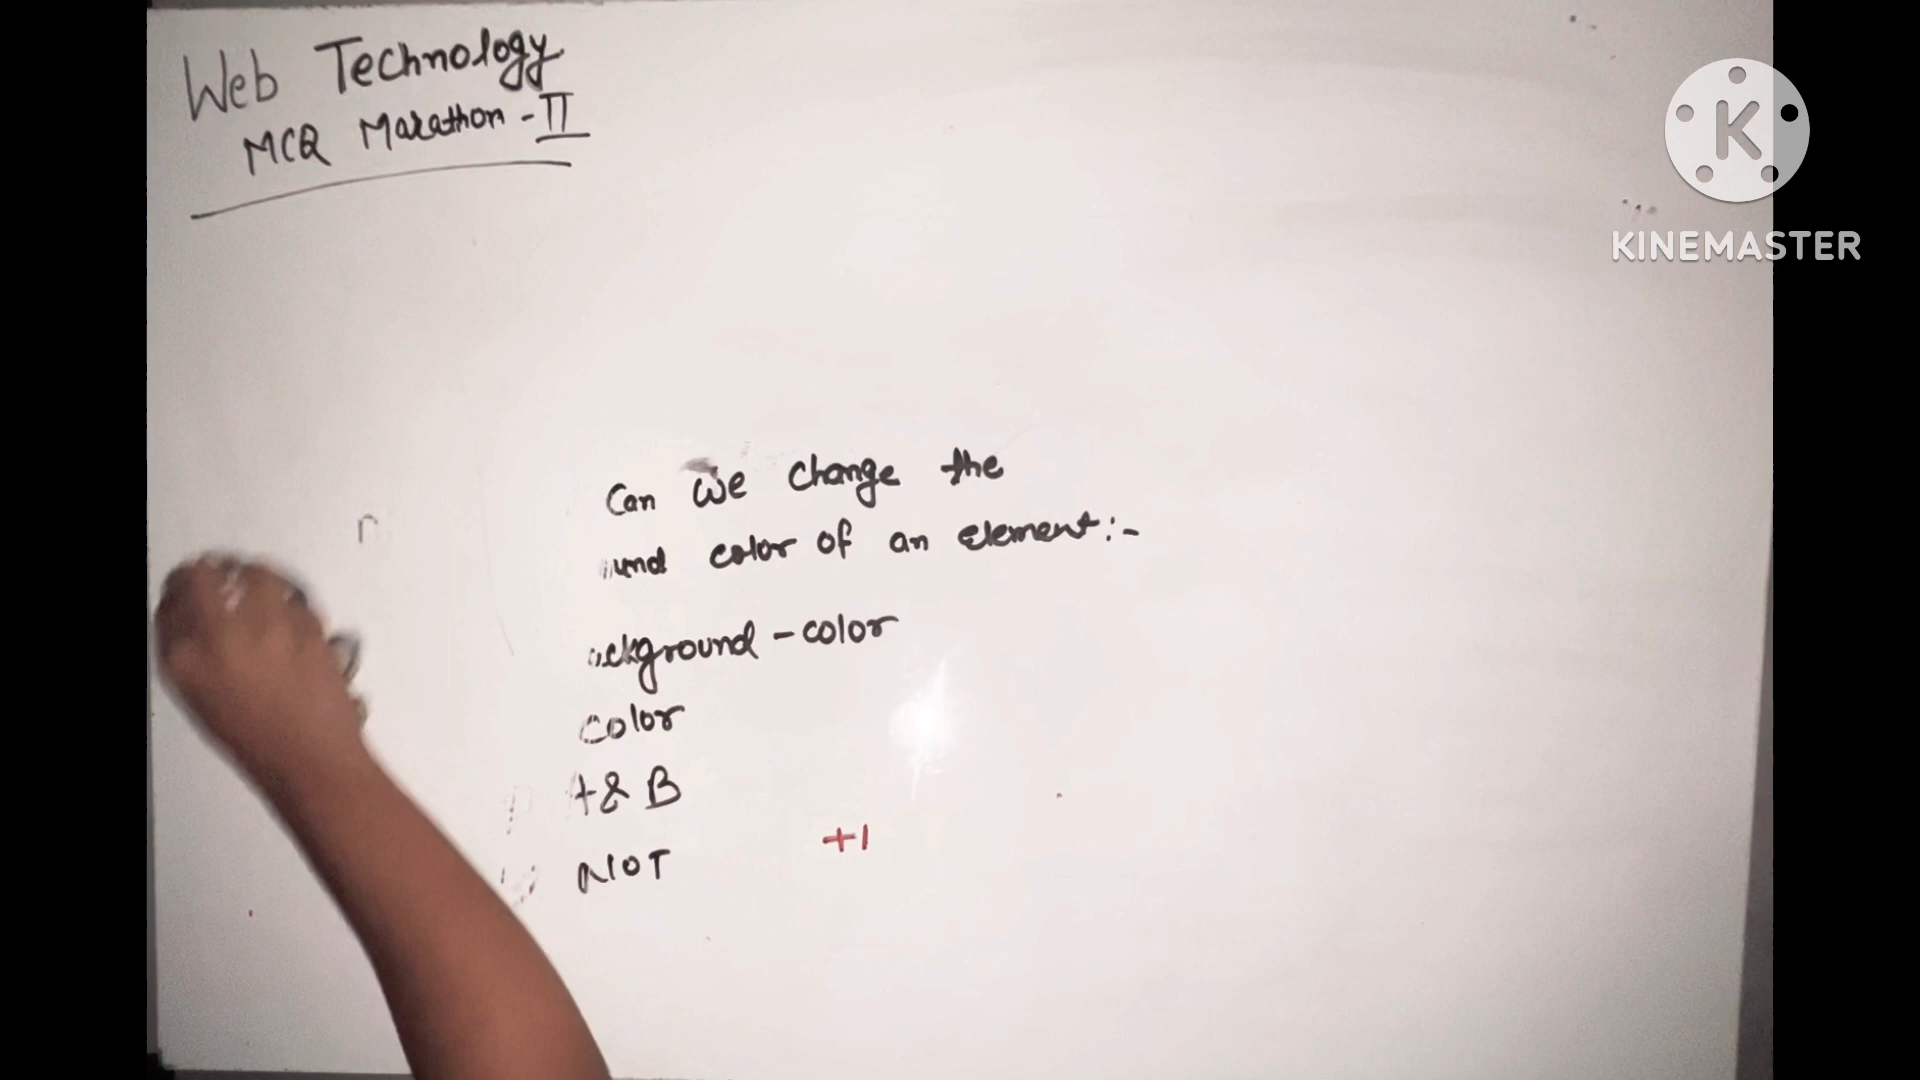 Web Technology
MCQ Marathon - II
KINEMASTER
Can we change the
und color of an element:-
ckground - color
color
A & B
NOT
+1